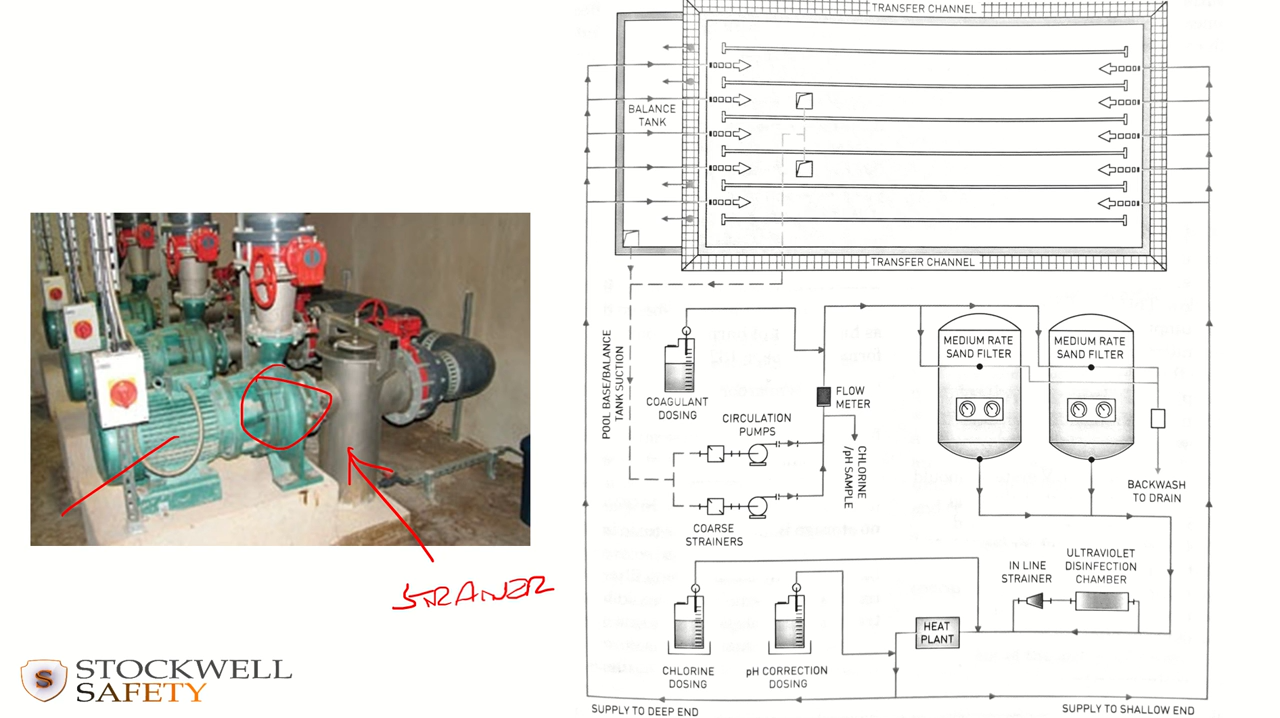 TRANSFER CHANNEL
BALANCE
TANK
TRANSFER CHANNEL
POOL BASE/BALANCE
TANK SUCTION
COAGULANT
DOSING
FLOW
METER
CIRCULATION
PUMPS
CHLORINE
/pH SAMPLE
COARSE
STRAINERS
MEDIUM RATE
SAND FILTER
MEDIUM RATE
SAND FILTER
BACKWASH
TO DRAIN
IN LINE
STRAINER
ULTRAVIOLET
DISINFECTION
CHAMBER
HEAT
PLANT
CHLORINE
DOSING
pH CORRECTION
DOSING
SUPPLY TO DEEP END
SUPPLY TO SHALLOW END
STRAINER
S
STOCKWELL
SAFETY